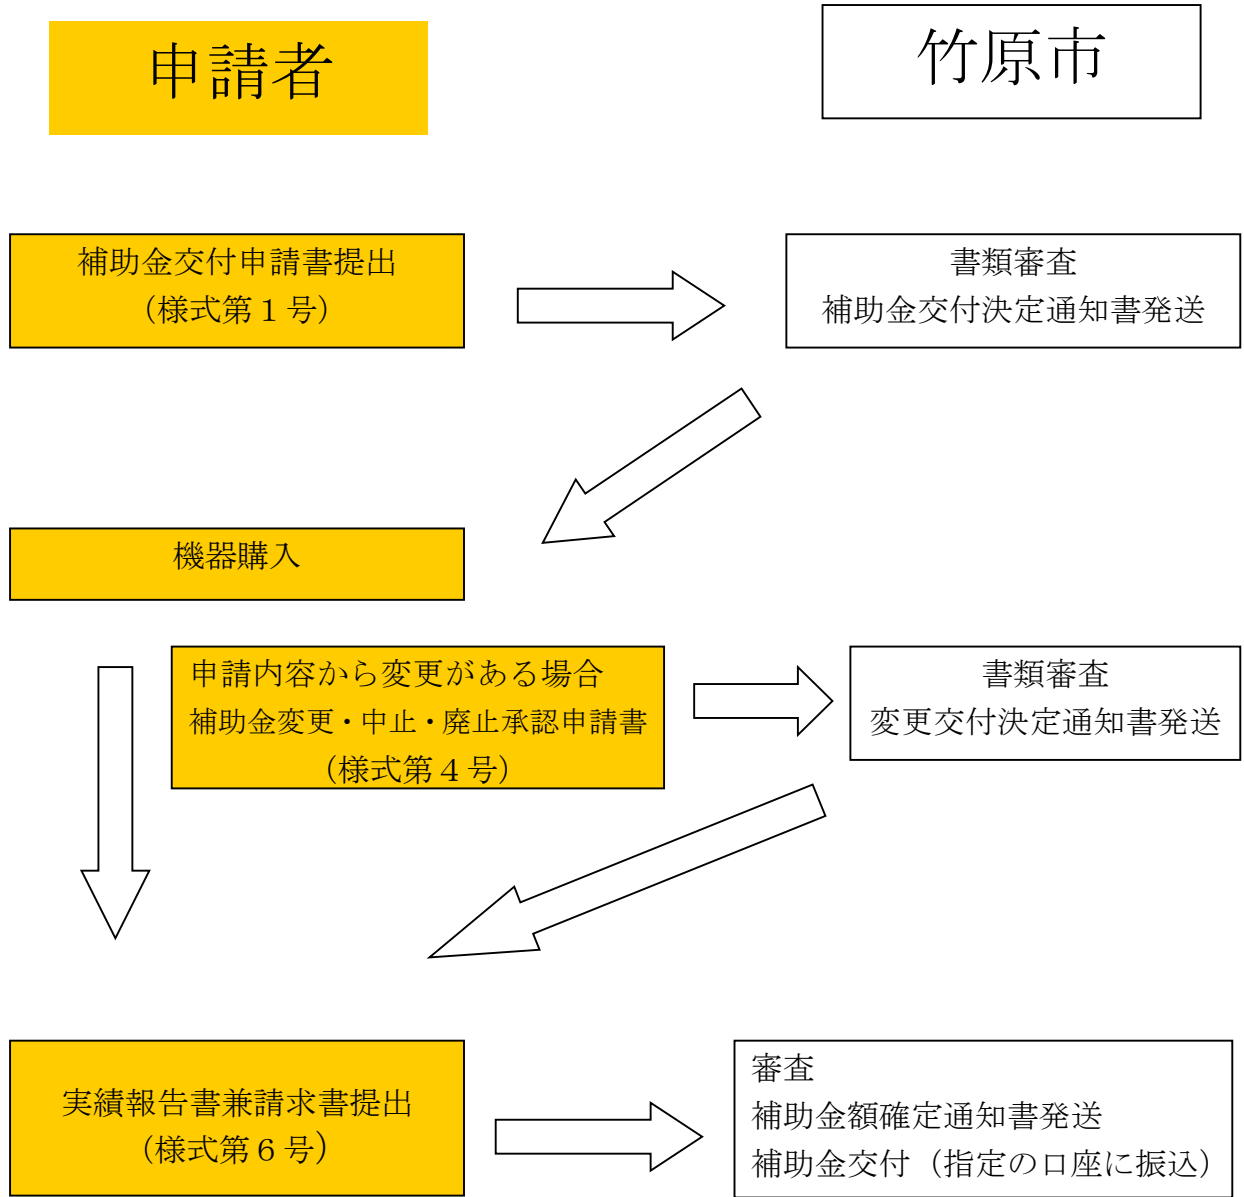 申請者
竹原市
補助金交付申請書提出
（様式第１号）
書類審査
補助金交付決定通知書発送
機器購入
申請内容から変更がある場合
補助金変更・中止・廃止承認申請書
（様式第４号）
書類審査
変更交付決定通知書発送
実績報告書兼請求書提出
（様式第６号）
審査
補助金額確定通知書発送
補助金交付（指定の口座に振込）